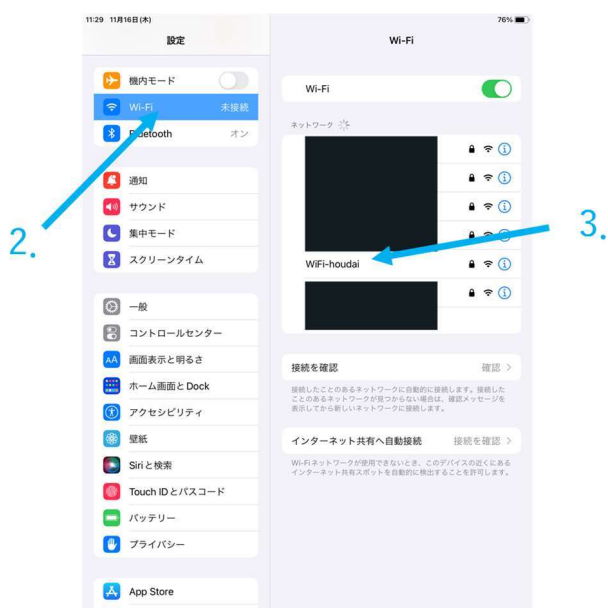 11:29 11月16日(木)
76%
設定
Wi-Fi
機内モード
Wi-Fi 未接続
Bluetooth オン
通知
サウンド
集中モード
スクリーンタイム
一般
コントロールセンター
AA 画面表示と明るさ
ホーム画面とDock
アクセシビリティ
壁紙
Siriと検索
Touch IDとパスコード
バッテリー
プライバシー
App Store
2.
Wi-Fi
ネットワーク
WiFi-houdai
3.
接続を確認 確認
接続したことのあるネットワークに自動的に接続します。接続した
ことのあるネットワークが見つからない場合は、確認メッセージを
表示してから新しいネットワークに接続します。
インターネット共有へ自動接続 接続を確認
Wi-Fiネットワークが使用できないとき、このデバイスの近くにある
インターネット共有スポットを自動的に検出することを許可します。